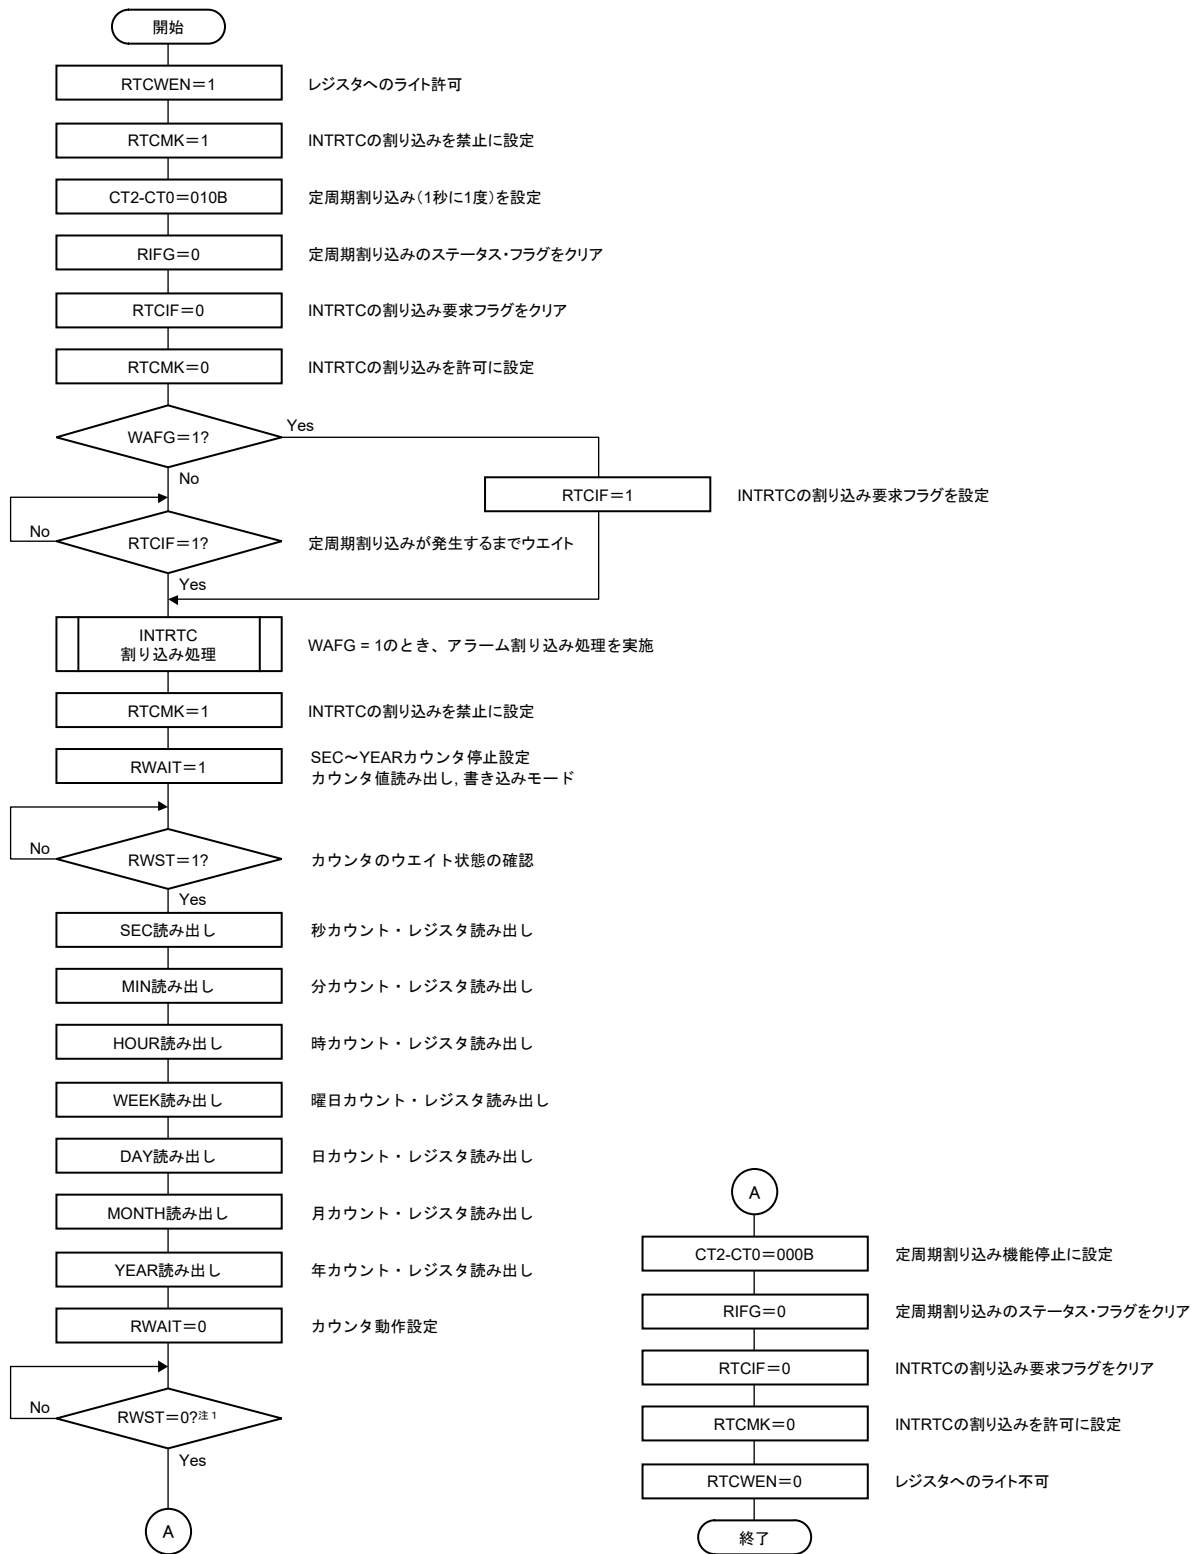 開始
RTCWEN=1
レジスタへのライト許可
RTCMK=1
INTRTCの割り込みを禁止に設定
CT2-CT0=010B
定周期割り込み(1秒に1度)を設定
RIFG=0
定周期割り込みのステータス・フラグをクリア
RTCIF=0
INTRTCの割り込み要求フラグをクリア
RTCMK=0
INTRTCの割り込みを許可に設定
WAFG=1?
Yes
No
RTCIF=1
INTRTCの割り込み要求フラグを設定
No
RTCIF=1?
定周期割り込みが発生するまでウエイト
Yes
INTRTC
割り込み処理
WAFG = 1のとき、アラーム割り込み処理を実施
RTCMK=1
INTRTCの割り込みを禁止に設定
RWAIT=1
SEC~YEARカウンタ停止設定
カウンタ値読み出し, 書き込みモード
No
RWST=1?
カウンタのウエイト状態の確認
Yes
SEC読み出し
秒カウント・レジスタ読み出し
MIN読み出し
分カウント・レジスタ読み出し
HOUR読み出し
時カウント・レジスタ読み出し
WEEK読み出し
曜日カウント・レジスタ読み出し
DAY読み出し
日カウント・レジスタ読み出し
MONTH読み出し
月カウント・レジスタ読み出し
YEAR読み出し
年カウント・レジスタ読み出し
RWAIT=0
カウンタ動作設定
No
RWST=0?注1
Yes
A
A
CT2-CT0=000B
定周期割り込み機能停止に設定
RIFG=0
定周期割り込みのステータス・フラグをクリア
RTCIF=0
INTRTCの割り込み要求フラグをクリア
RTCMK=0
INTRTCの割り込みを許可に設定
RTCWEN=0
レジスタへのライト不可
終了